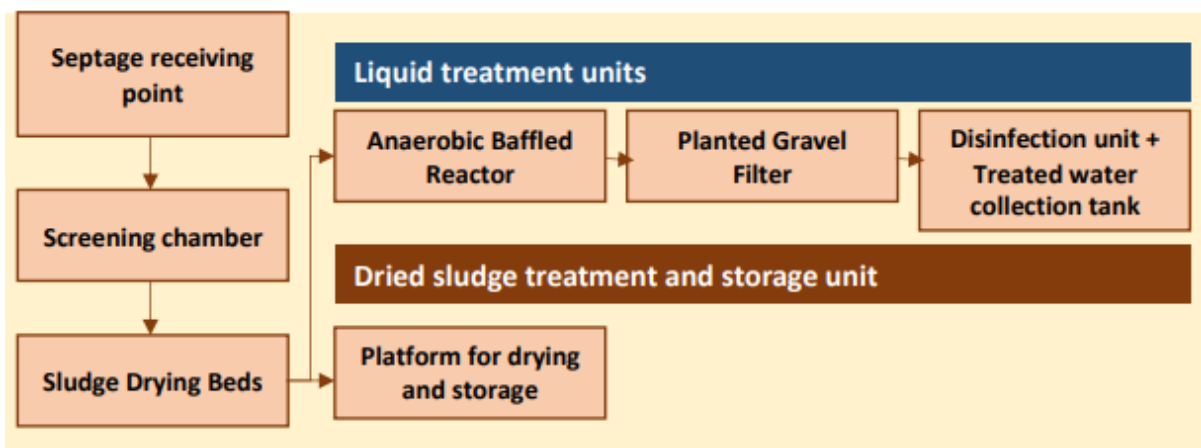 Septage receiving
point
Screening chamber
Sludge Drying Beds
Liquid treatment units
Anaerobic Baffled
Reactor
Planted Gravel
Filter
Disinfection unit +
Treated water
collection tank
Dried sludge treatment and storage unit
Platform for drying
and storage